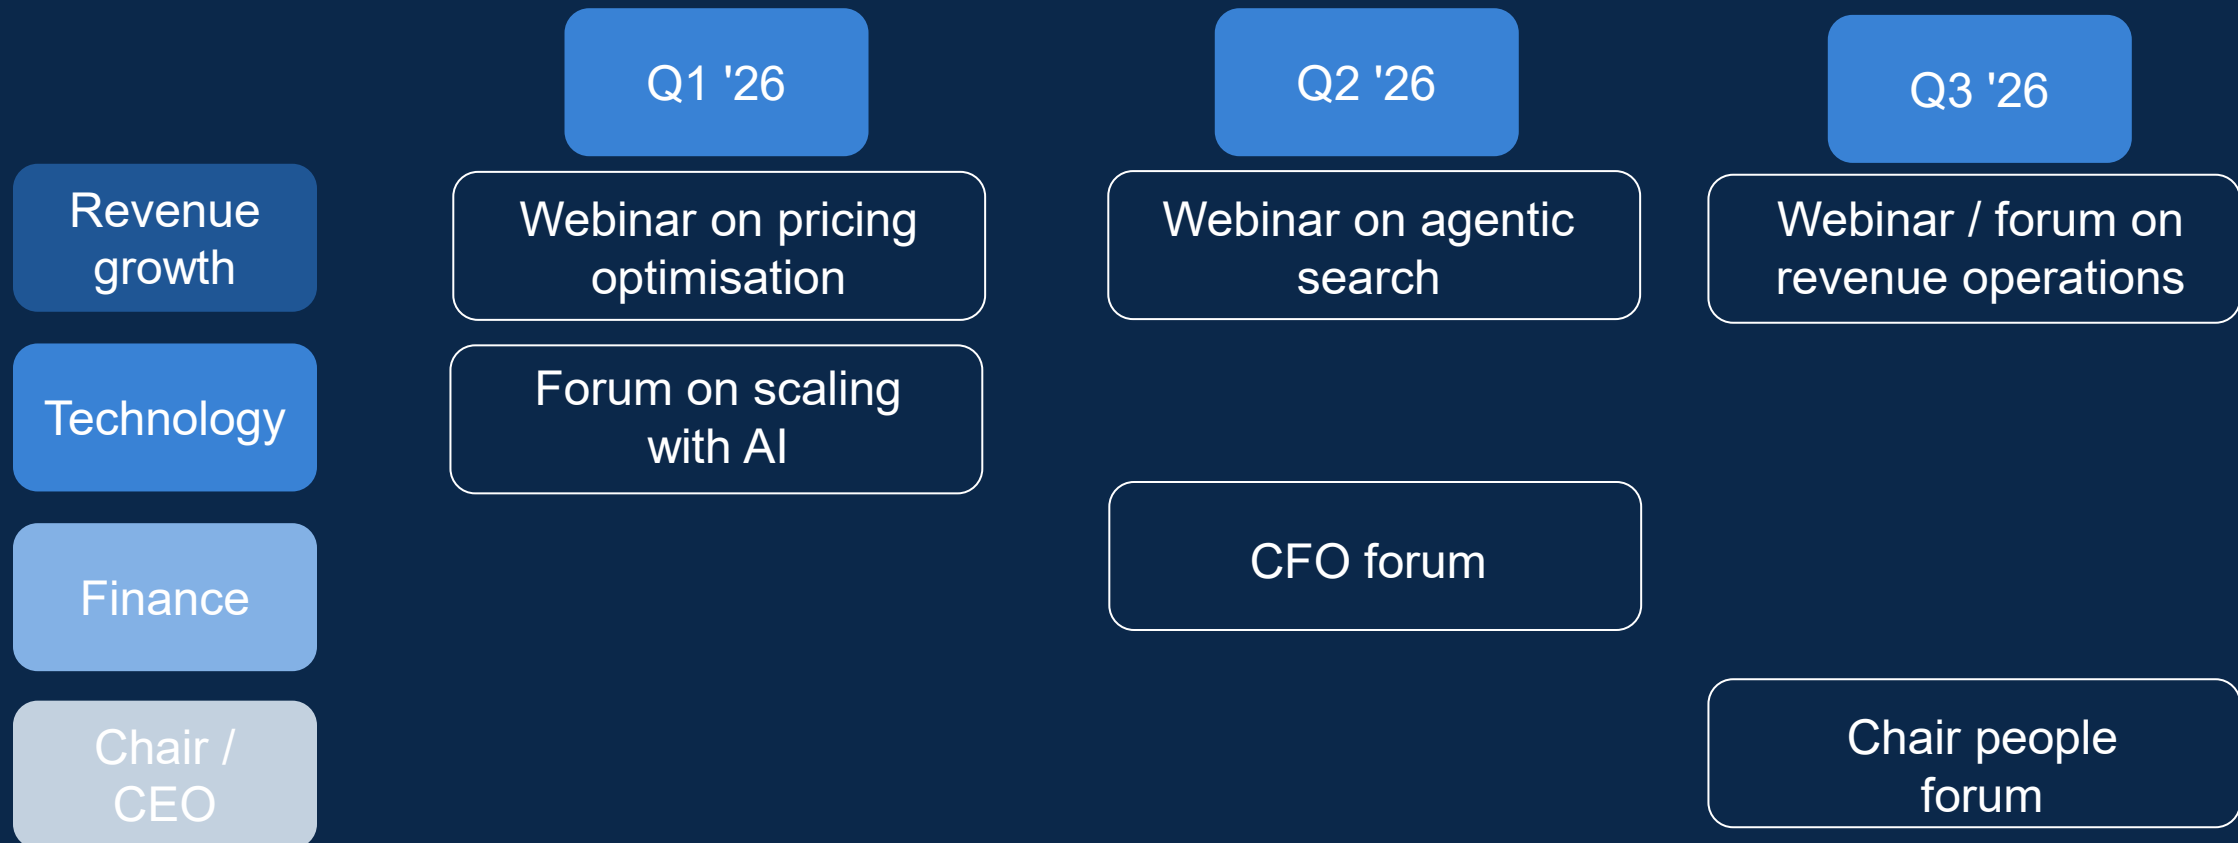 Q1 '26
Q2 '26
Q3 '26
Revenue
growth
Webinar on pricing
optimisation
Webinar on agentic
search
Webinar / forum on
revenue operations
Technology
Forum on scaling
with AI
Finance
CFO forum
Chair /
CEO
Chair people
forum